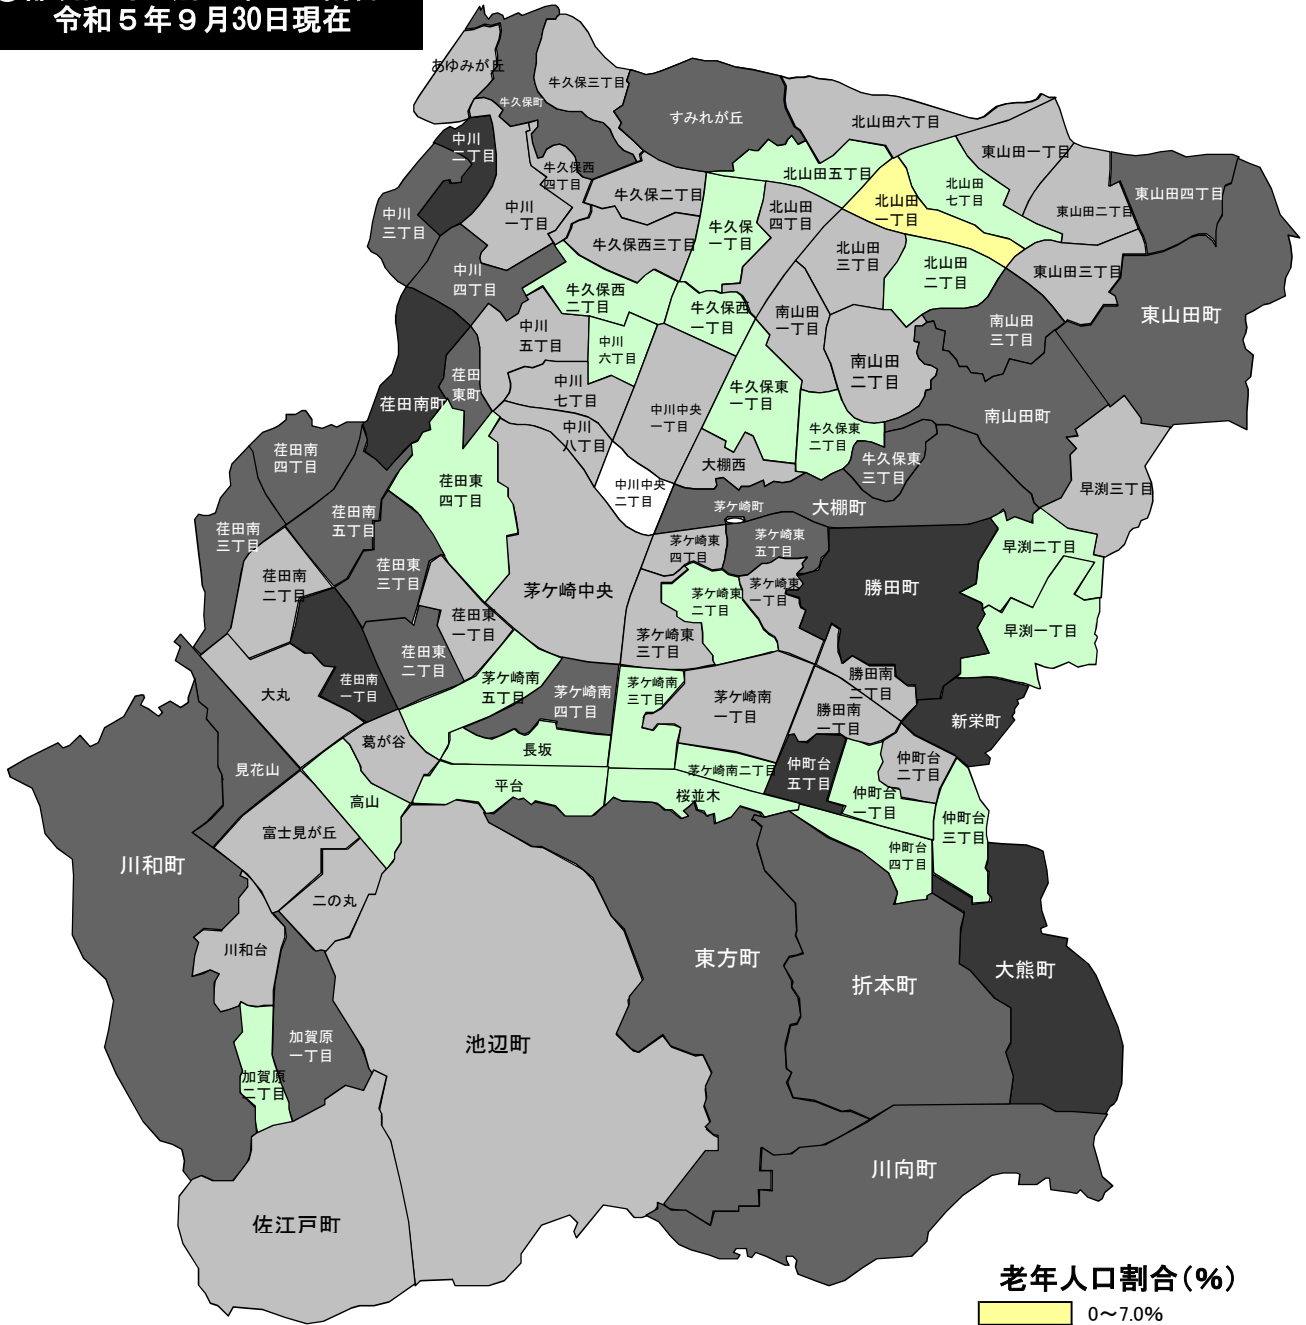 令和５年９月30日現在
あゆみが丘
牛久保町
牛久保三丁目
すみれが丘
北山田六丁目
中川
二丁目
牛久保西
四丁目
北山田五丁目
東山田一丁目
北山田
七丁目
東山田二丁目
東山田四丁目
中川
三丁目
中川
一丁目
牛久保二丁目
北山田
四丁目
北山田
一丁目
牛久保西三丁目
牛久保
一丁目
北山田
三丁目
北山田
二丁目
東山田三丁目
中川
四丁目
牛久保西
二丁目
牛久保西
一丁目
南山田
一丁目
南山田
三丁目
東山田町
中川
五丁目
中川
六丁目
南山田
二丁目
荏田
東町
荏田南町
中川
七丁目
牛久保東
一丁目
中川中央
一丁目
南山田町
中川
八丁目
牛久保東
二丁目
荏田南
四丁目
大棚西
牛久保東
三丁目
荏田東
四丁目
中川中央
二丁目
早渕三丁目
茅ケ崎町
大棚町
荏田南
五丁目
荏田南
三丁目
茅ケ崎東
四丁目
茅ケ崎東
五丁目
早渕二丁目
荏田東
三丁目
荏田南
二丁目
茅ケ崎中央
茅ケ崎東
二丁目
茅ケ崎東
一丁目
勝田町
荏田東
一丁目
茅ケ崎東
三丁目
早渕一丁目
荏田東
二丁目
荏田南
一丁目
大丸
茅ケ崎南
五丁目
茅ケ崎南
四丁目
茅ケ崎南
三丁目
茅ケ崎南
一丁目
勝田南
二丁目
勝田南
一丁目
新栄町
葛が谷
長坂
見花山
茅ケ崎南二丁目
仲町台
五丁目
仲町台
二丁目
平台
桜並木
高山
仲町台
一丁目
仲町台
三丁目
富士見が丘
川和町
仲町台
四丁目
二の丸
川和台
東方町
折本町
大熊町
加賀原
一丁目
池辺町
加賀原
二丁目
川向町
佐江戸町
老年人口割合(%)
0～7.0%